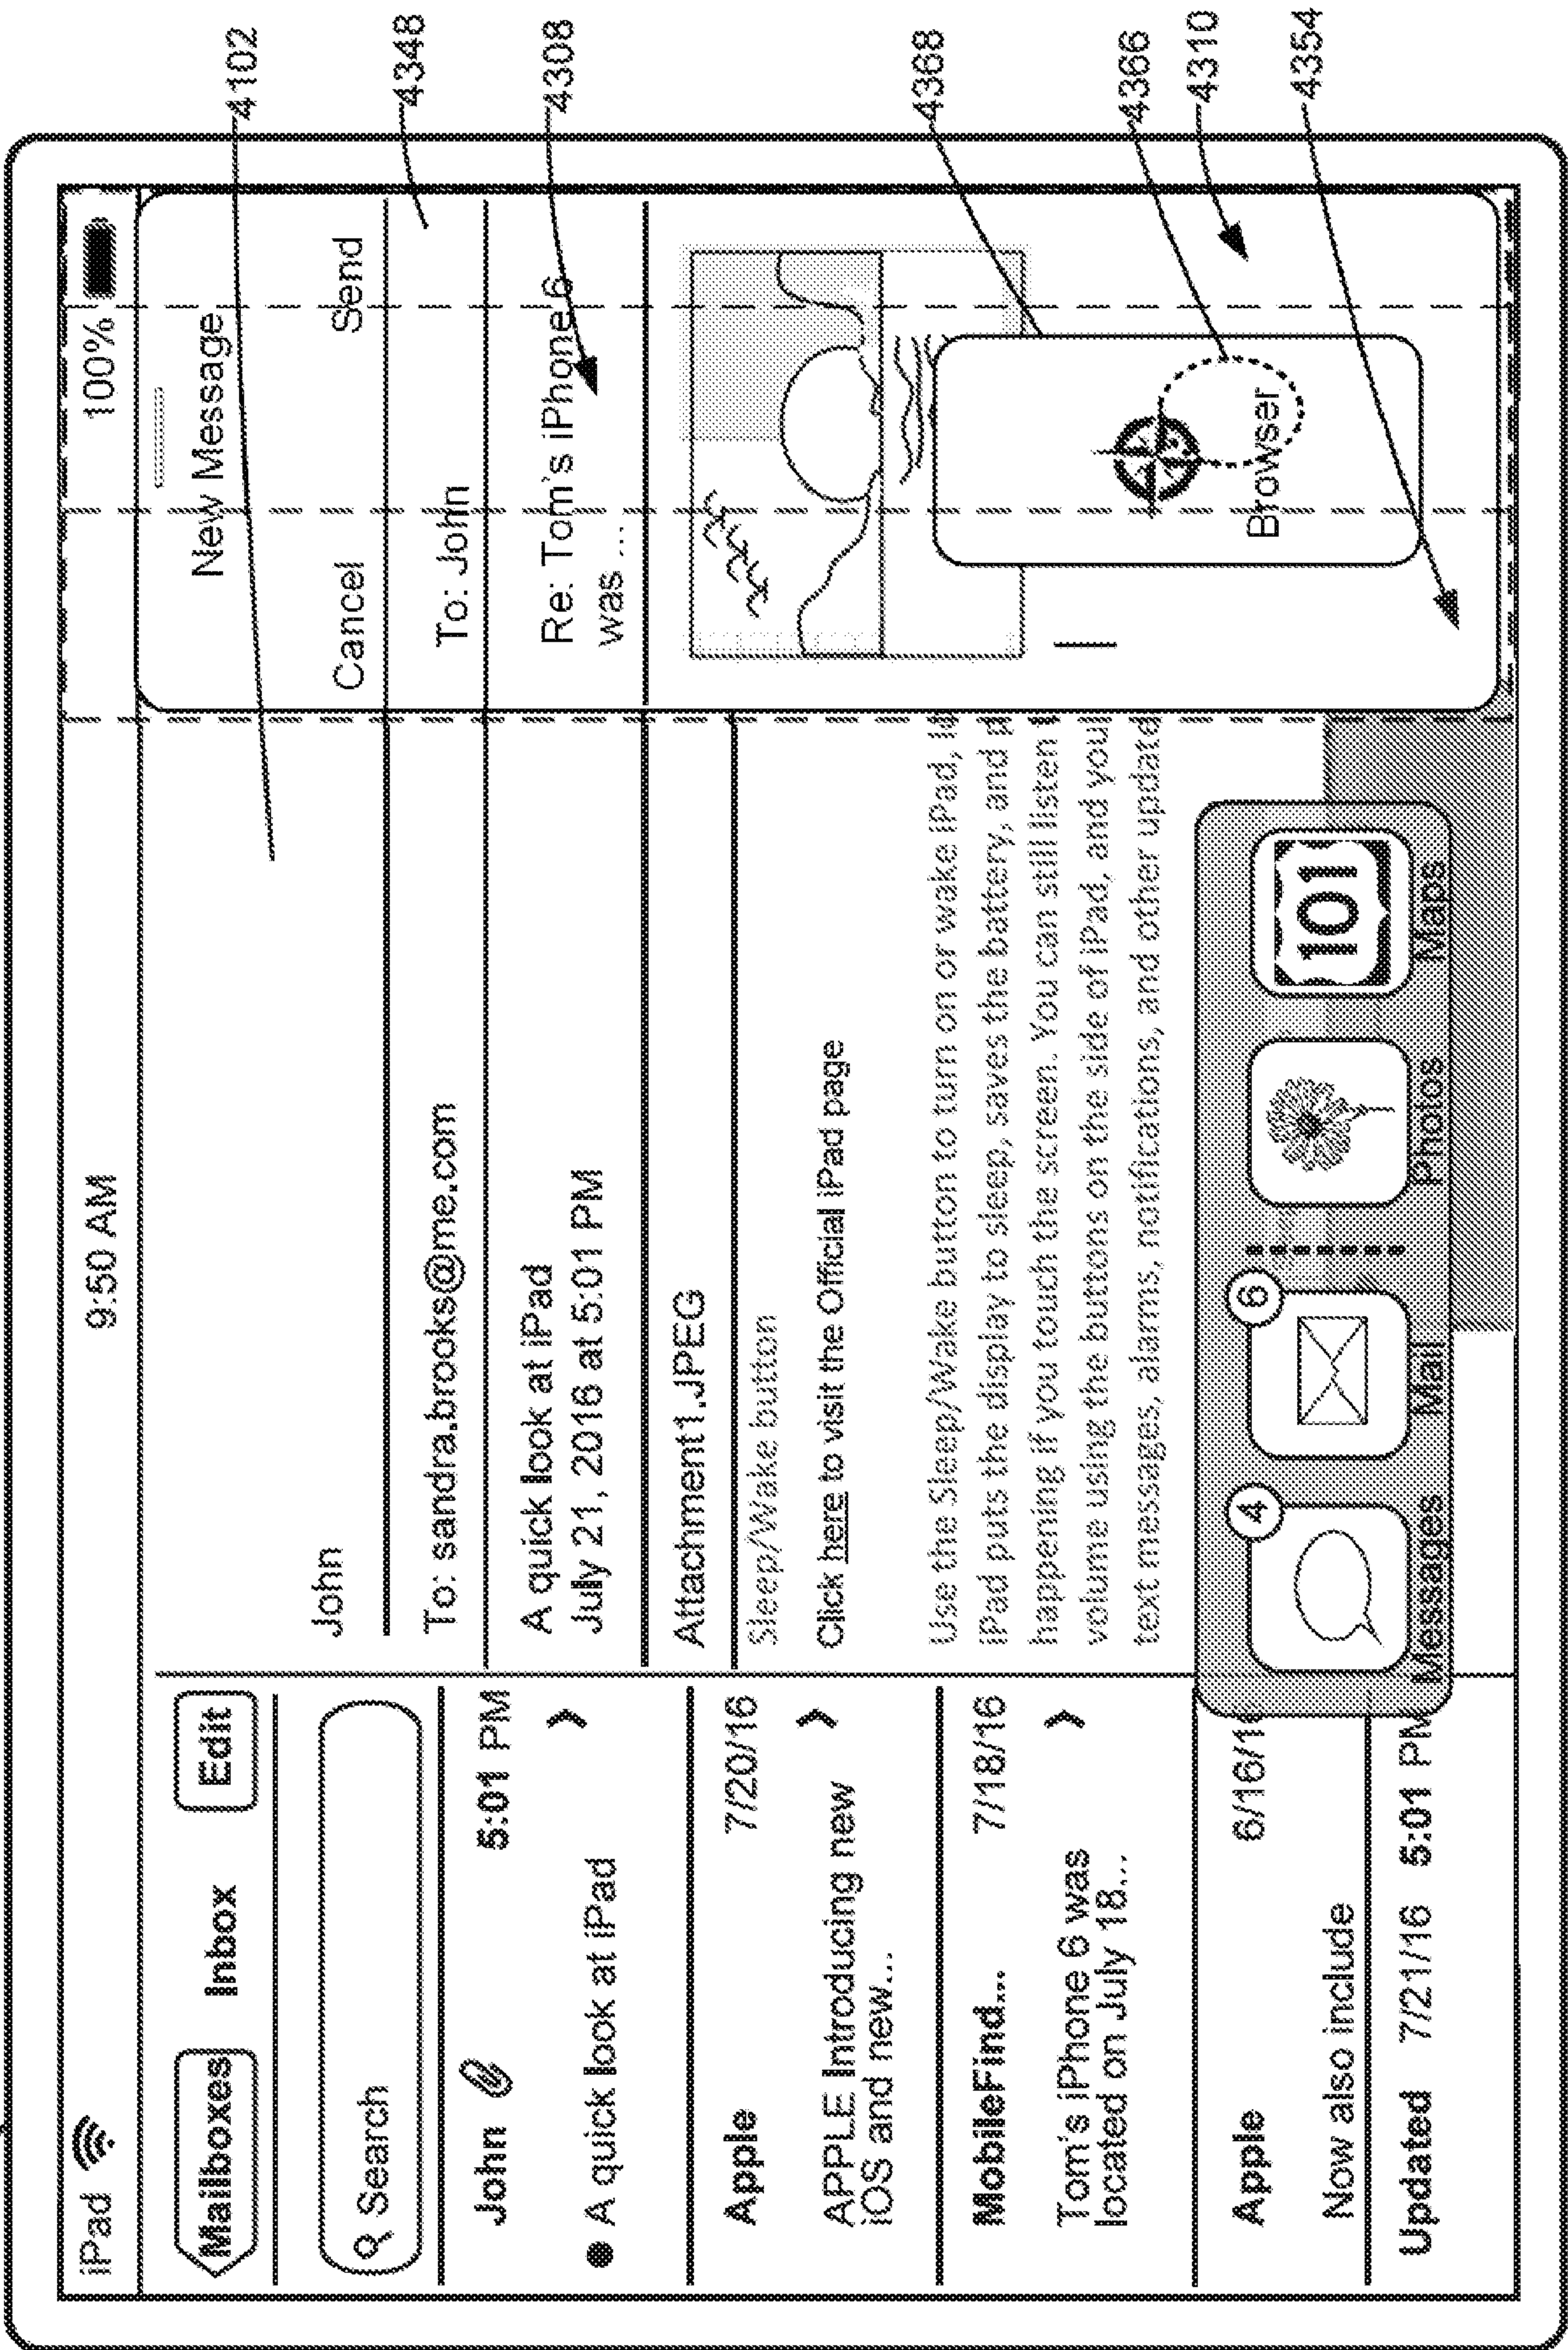 iPad 9:50 AM 100%
Mailboxes Inbox Edit
Search
John 5:01 PM
A quick look at iPad
Apple 7/20/16
APPLE Introducing new
iOS and new...
MobileFind... 7/18/16
Tom's iPhone 6 was
located on July 18...
Apple 6/16/1
Now also include
Updated 7/21/16 5:01 PM
John
To: sandra.brooks@me.com
A quick look at iPad
July 21, 2016 at 5:01 PM
Attachment1.JPEG
Sleep/Wake button
Click here to visit the Official iPad page
Use the Sleep/Wake button to turn on or wake iPad,
iPad puts the display to sleep, saves the battery, and
happening if you touch the screen. You can still listen
volume using the buttons on the side of iPad, and you
text messages, alarms, notifications, and other update
4
Messages
6
Mail
Photos
101
Maps
New Message
Cancel Send
To: John
Re: Tom's iPhone 6
was ...
Browser
4102
4348
4308
4368
4366
4310
4354